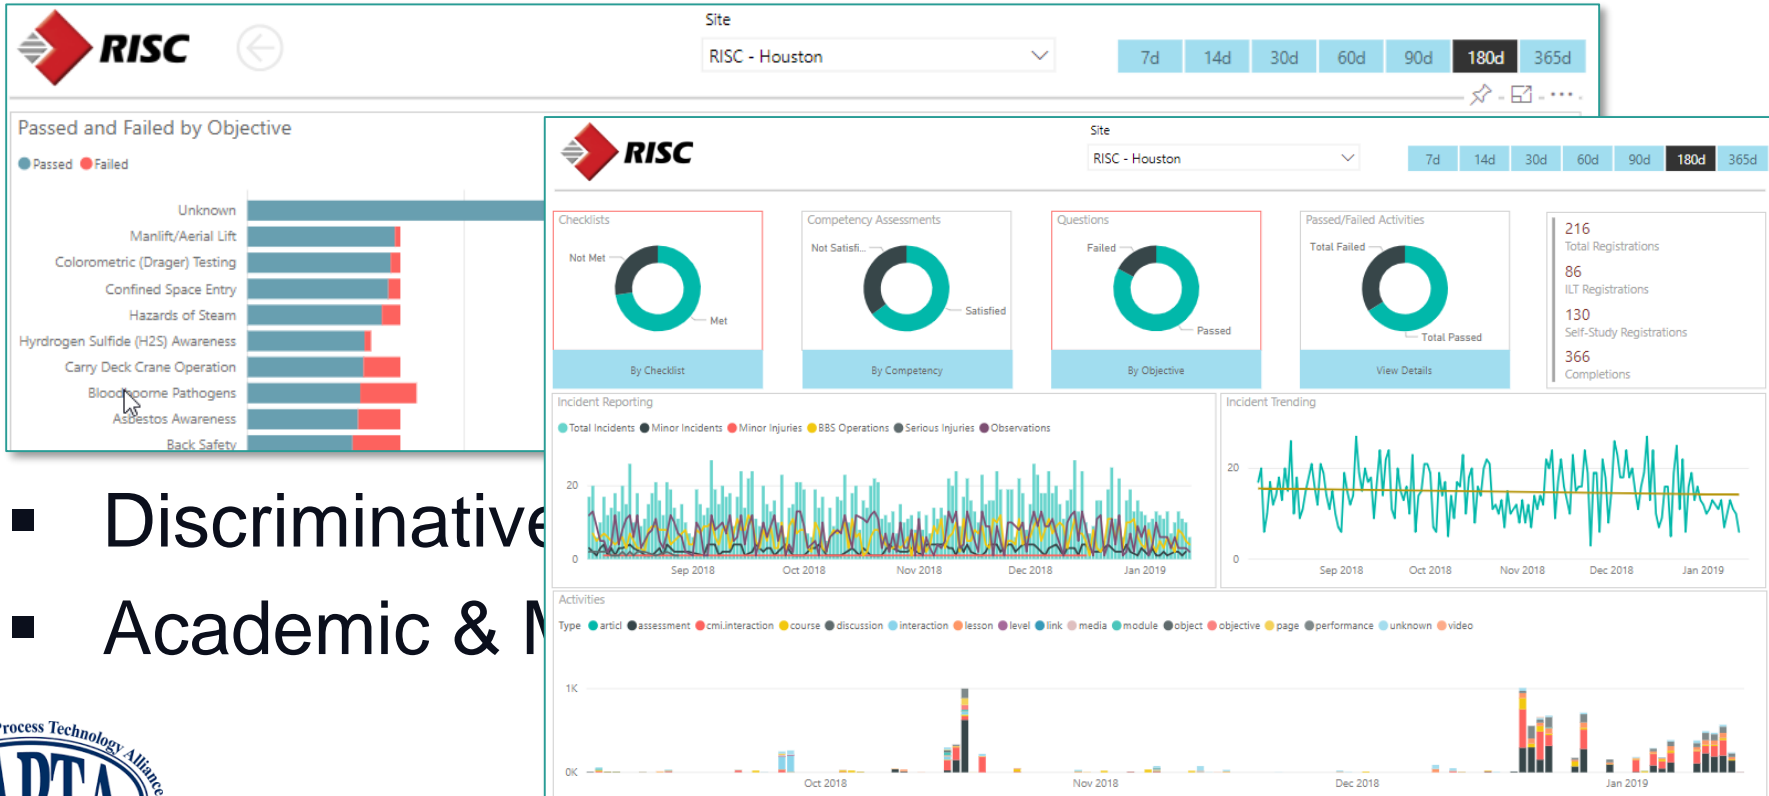 RISC
Site
RISC - Houston
7d 14d 30d 60d 90d 180d 365d
Passed and Failed by Objective
Passed Failed
Unknown
Manlift/Aerial Lift
Colorometric (Drager) Testing
Confined Space Entry
Hazards of Steam
Hyrdrogen Sulfide (H2S) Awareness
Carry Deck Crane Operation
Bloodborne Pathogens
Asbestos Awareness
Back Safety
RISC
Site
RISC - Houston
7d 14d 30d 60d 90d 180d 365d
Checklists
Not Met
Met
By Checklist
Competency Assessments
Not Satisfi...
Satisfied
By Competency
Questions
Failed
Passed
By Objective
Passed/Failed Activities
Total Failed
Total Passed
View Details
216
Total Registrations
86
ILT Registrations
130
Self-Study Registrations
366
Completions
Incident Reporting
Total Incidents Minor Incidents Minor Injuries BBS Operations Serious Injuries Observations
20
0
Sep 2018 Oct 2018 Nov 2018 Dec 2018 Jan 2019
Incident Trending
20
0
Sep 2018 Oct 2018 Nov 2018 Dec 2018 Jan 2019
Activities
Type articl assessment cmi.interaction course discussion interaction lesson level link media module object objective page performance unknown video
1K
0K
Oct 2018 Nov 2018 Dec 2018 Jan 2019
▪ Discriminative
▪ Academic &
Process Technology Alliance